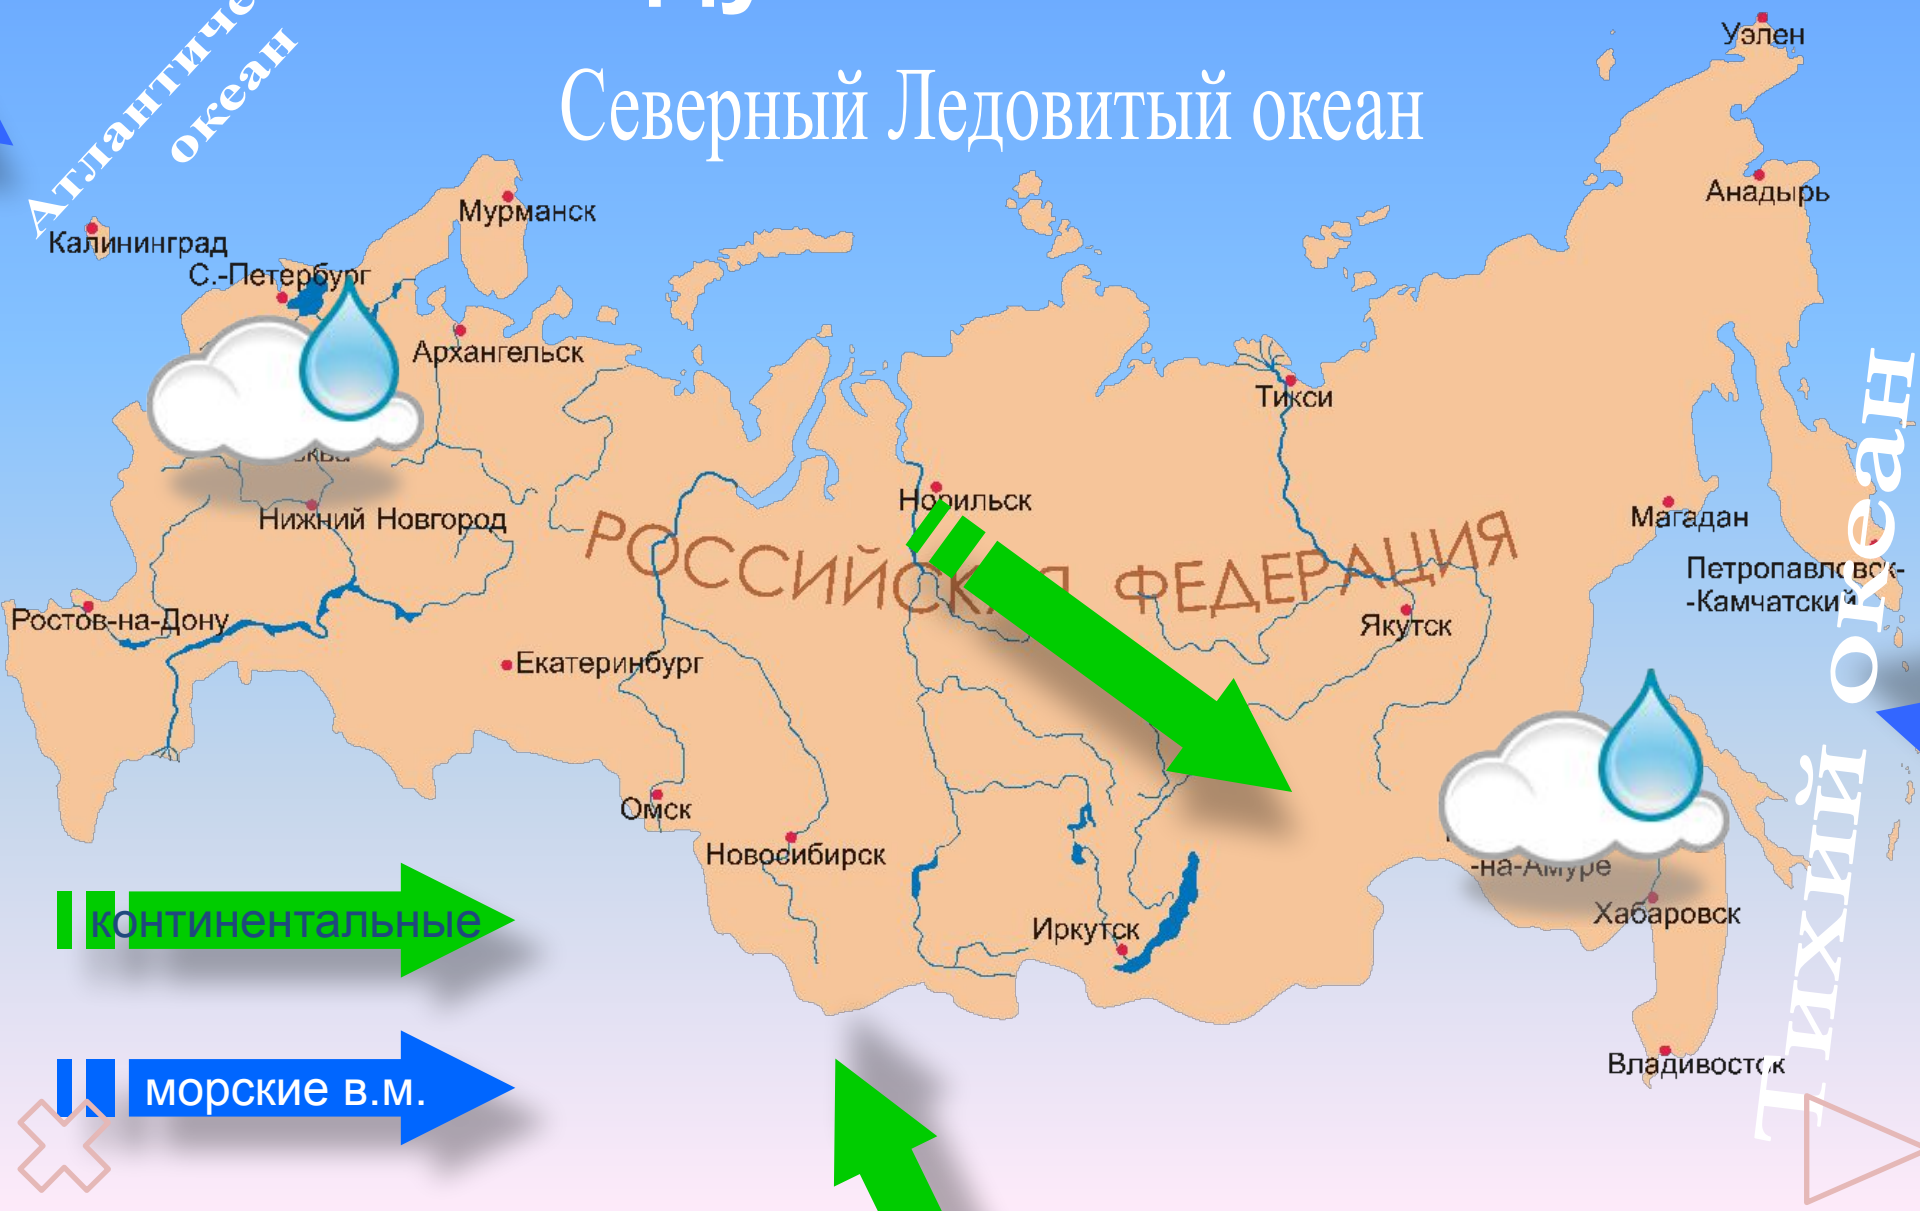 Уэлен
Северный Ледовитый океан
океан
Анадырь
Мурманск
Калининград
С.-Петербург
Архангельск
Тикси
Норильск
Нижний Новгород
Магадан
РОССИЙСКАЯ ФЕДЕРАЦИЯ
Петропавловск-
-Камчатский
Ростов-на-Дону
Якутск
Екатеринбург
Омск
Новосибирск
-на-Амуре
Хабаровск
Иркутск
Тихий океан
континентальные
Владивосток
морские в.м.